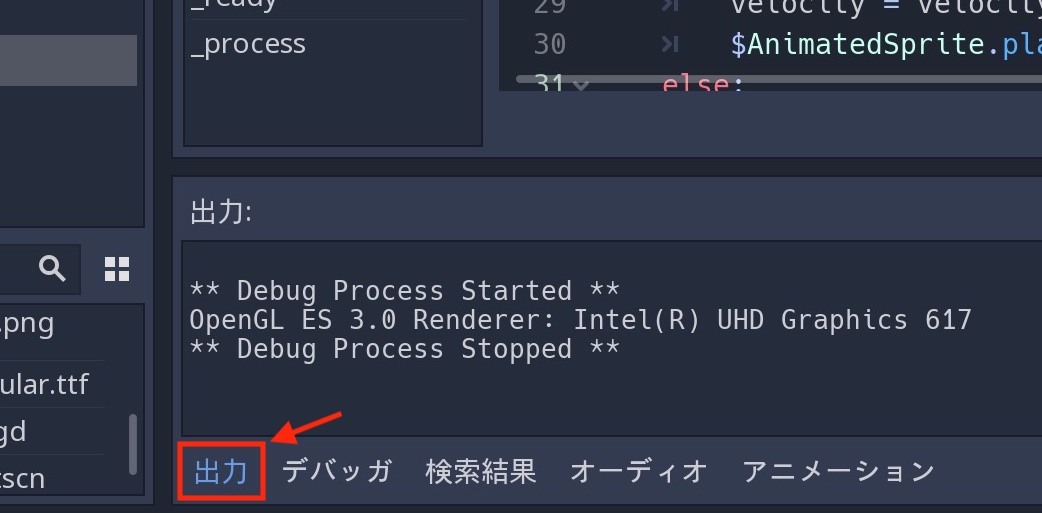 _ready
_process
29 velocity = velocity
30 $AnimatedSprite.pla
31 else:
出力:
** Debug Process Started **
OpenGL ES 3.0 Renderer: Intel(R) UHD Graphics 617
** Debug Process Stopped **
.png
ular.ttf
gd
tscn
出力 デバッガ 検索結果 オーディオ アニメーション